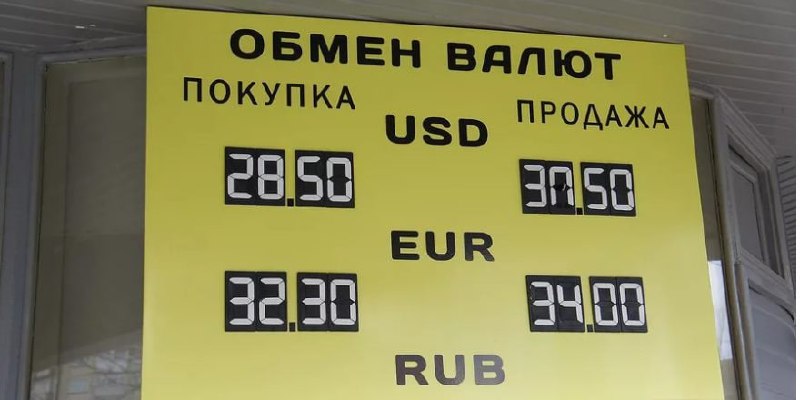 ОБМЕН ВАЛЮТ
ПОКУПКА ПРОДАЖА
USD
28.50 30.50
EUR
32.30 34.00
RUB